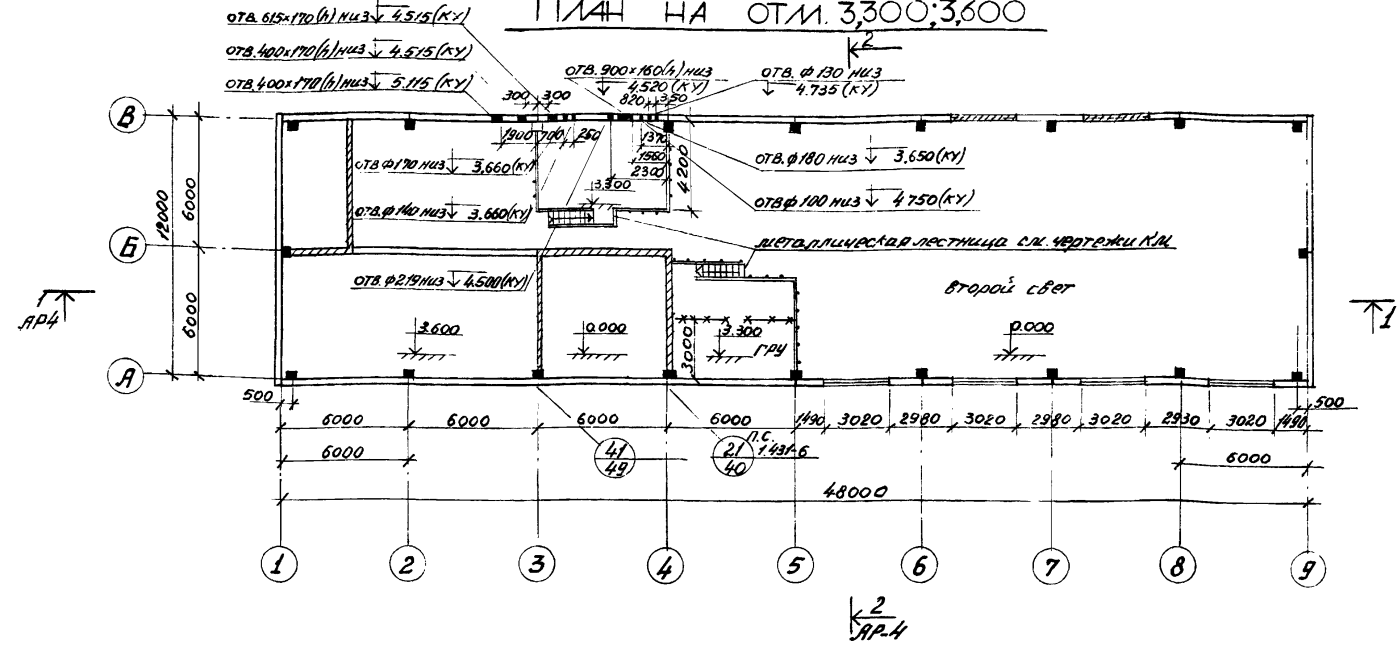 ПЛАН НА ОТМ. 3,300; 3,600
ОТВ. 615×170(h) НИЗ 4.515(КУ)
ОТВ. 400×170(h) НИЗ 4.515 (КУ)
ОТВ. 400×170(h) НИЗ 5.115 (КУ)
ОТВ. 900×160(h) НИЗ
4.520 (КУ)
ОТВ. Ф 130 НИЗ
4.735 (КУ)
2
300 300
820 350
В
1900 700 250
1370
1560
2300
4200
ОТВ. Ф 170 НИЗ 3,660(КУ)
ОТВ. Ф 180 НИЗ 3,650(КУ)
3,300
ОТВ. Ф 140 НИЗ 3.660(КУ)
ОТВ Ф 100 НИЗ 4 750(КУ)
12000
6000
6000
Б
МЕТАЛЛИЧЕСКАЯ ЛЕСТНИЦА СМ. ЧЕРТЕЖИ КМ
ОТВ. Ф 219 НИЗ 4.500(КУ)
ВТОРОЙ СВЕТ
1
АР4
1
3.600
0.000
3.300
ГРУ
0.000
3000
А
500
6000 6000 6000 6000 1490 3020 2980 3020 2980 3020 2980 3020 1490
500
6000
41
49
21
40
П.С.
1.431-6
6000
48000
1 2 3 4 5 6 7 8 9
2
АР-4